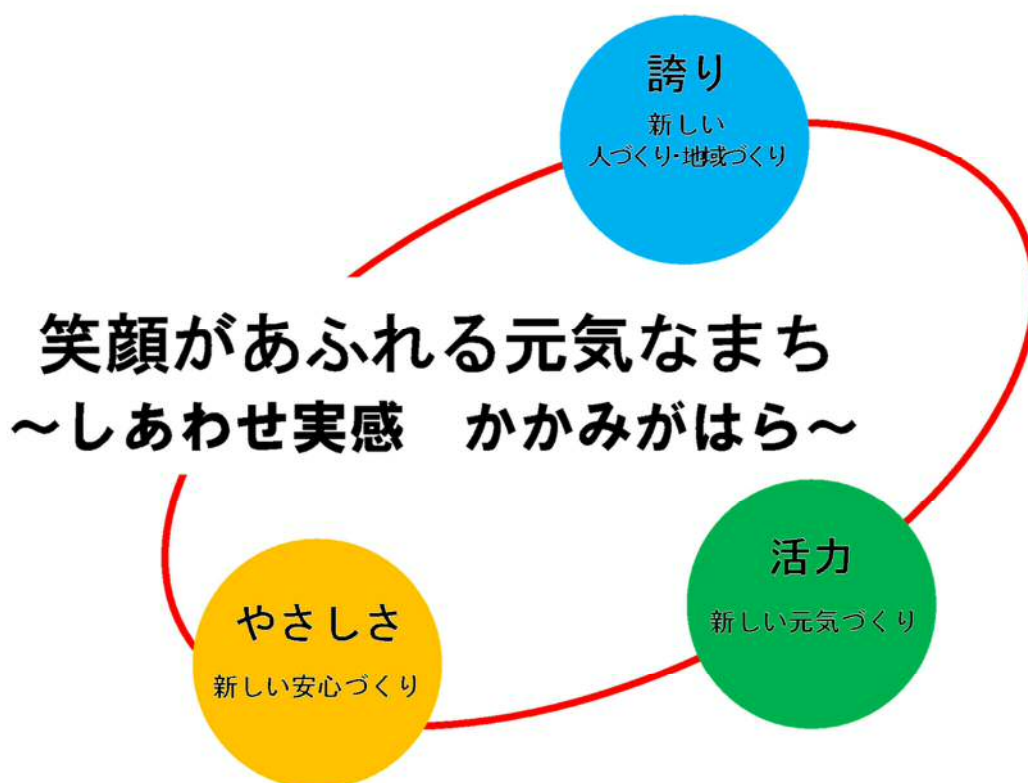 誇り
新しい
人づくり・地域づくり
笑顔があふれる元気なまち
～しあわせ実感　かかみがはら～
活力
新しい元気づくり
やさしさ
新しい安心づくり